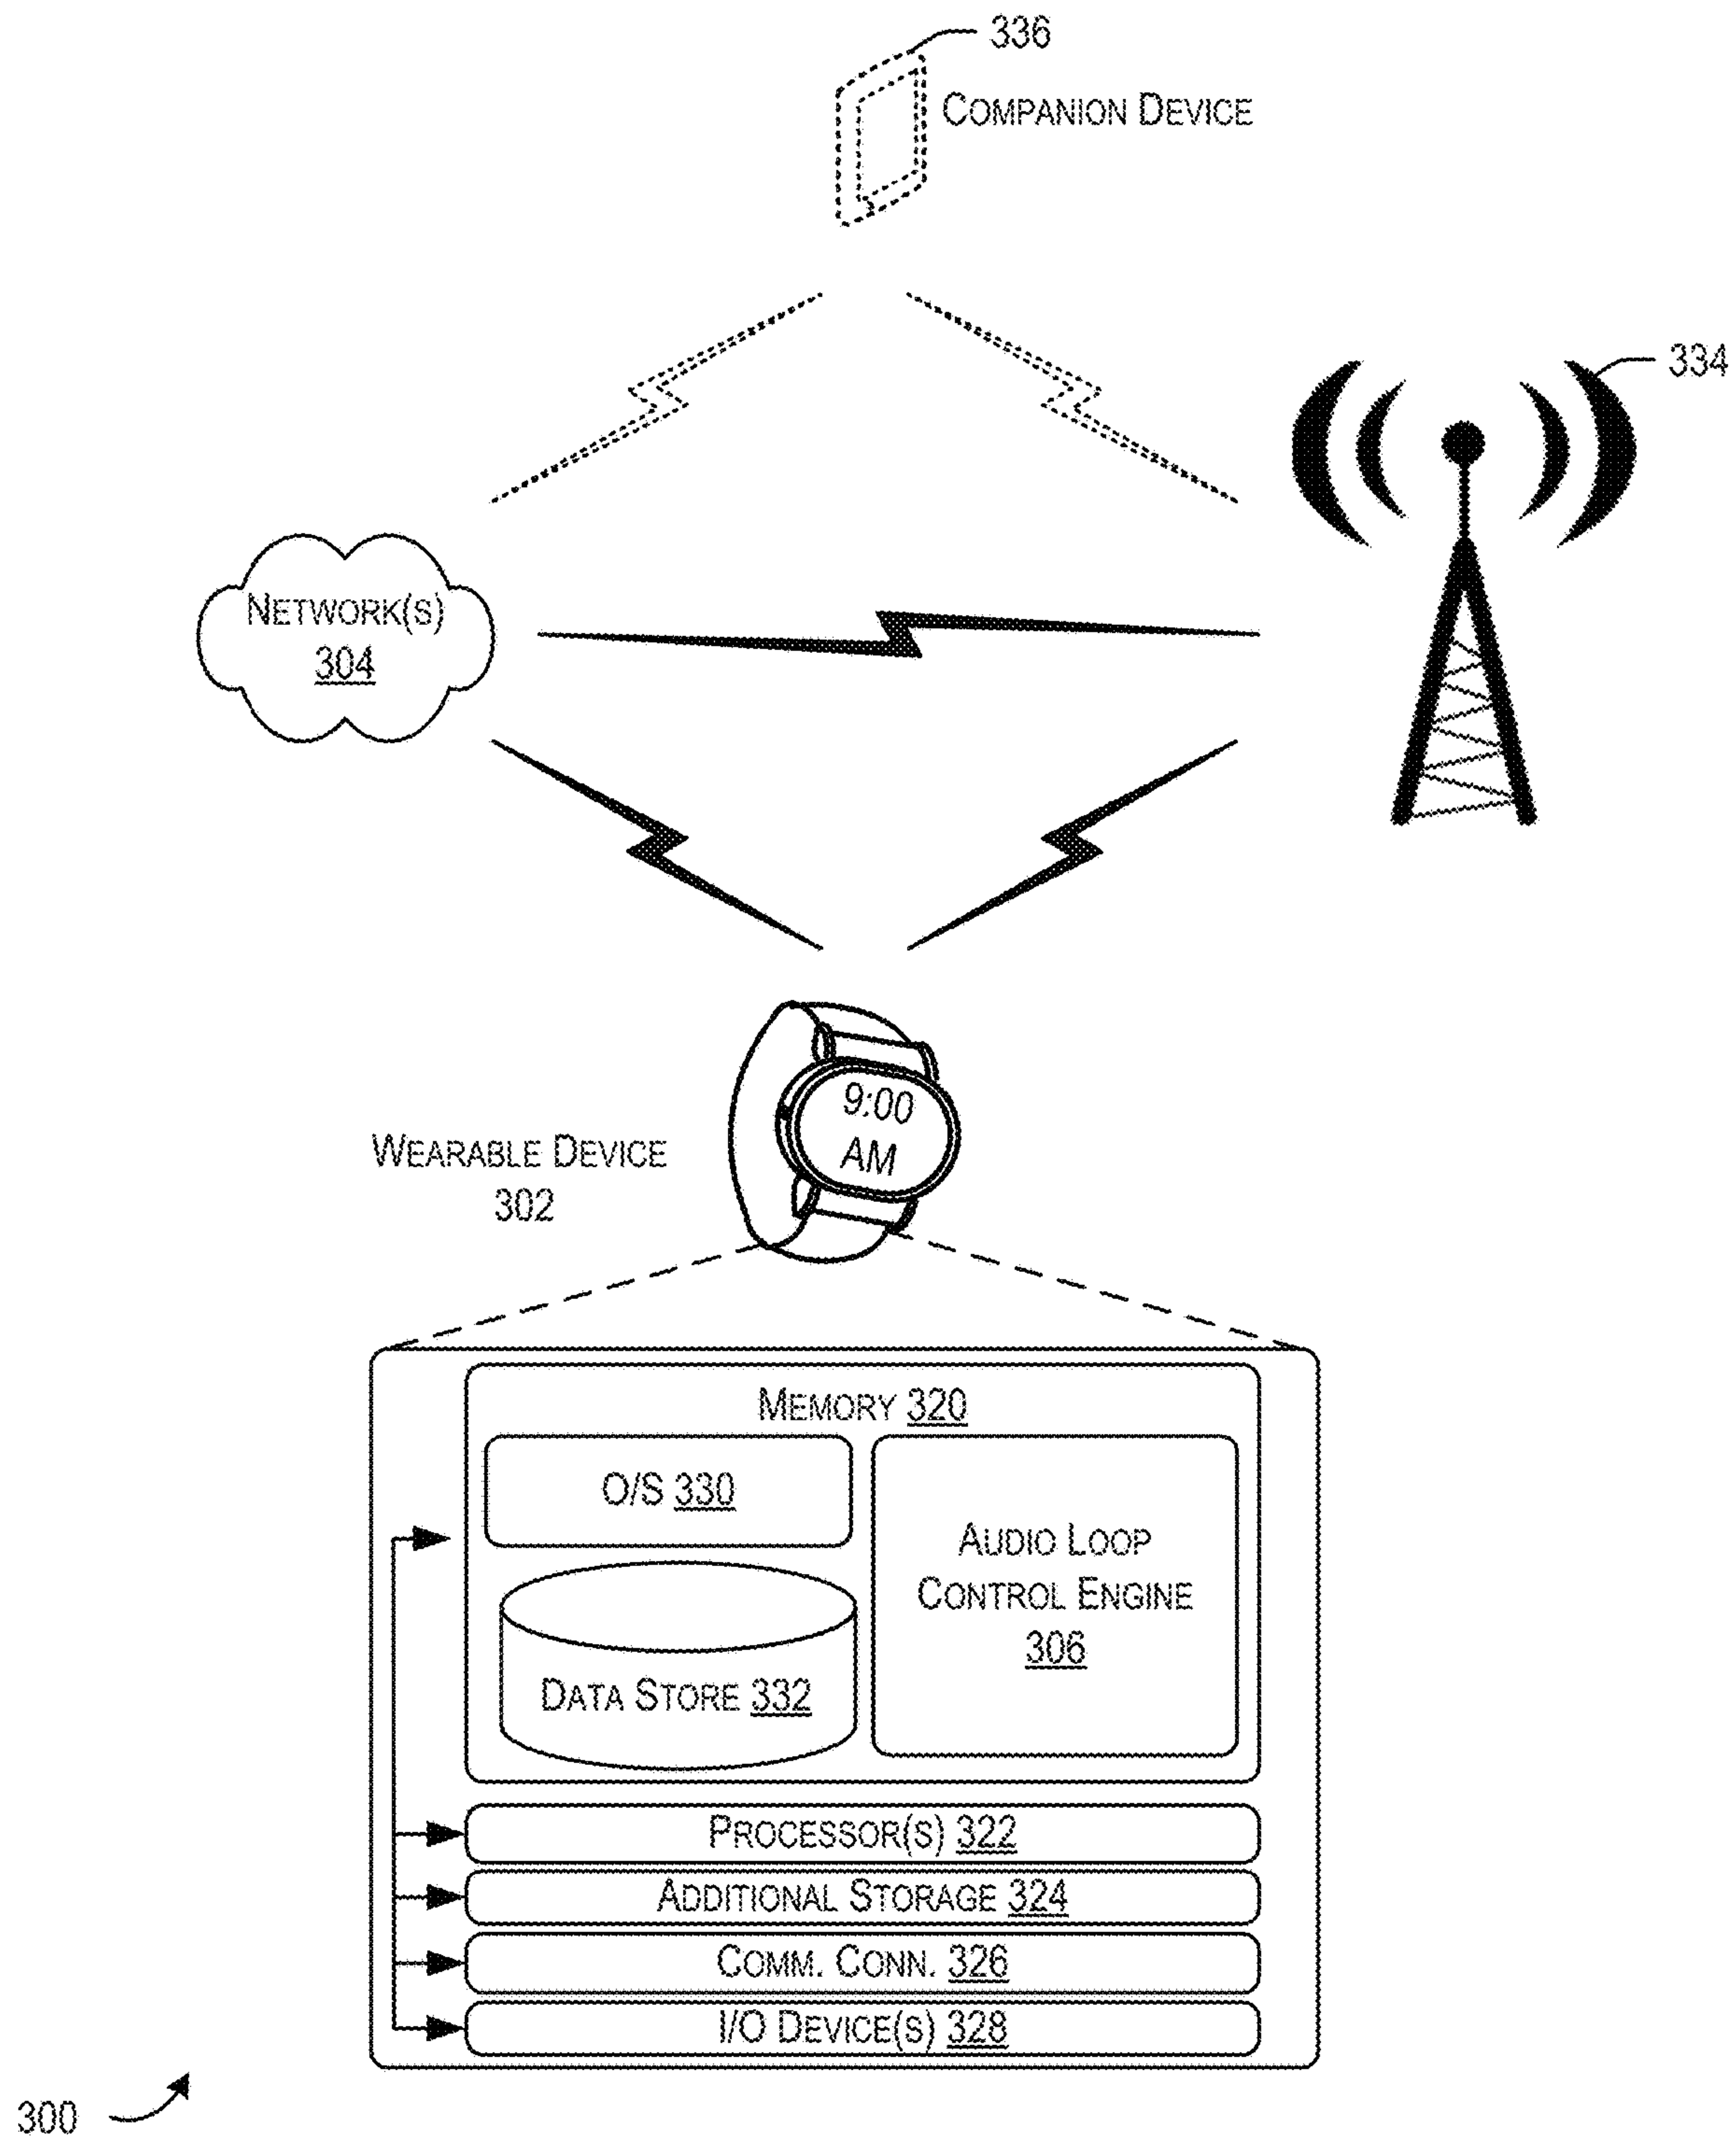 336
COMPANION DEVICE
334
NETWORK(S)
304
9:00
AM
WEARABLE DEVICE
302
MEMORY 320
O/S 330
AUDIO LOOP
CONTROL ENGINE
306
DATA STORE 332
PROCESSOR(S) 322
ADDITIONAL STORAGE 324
COMM. CONN. 326
I/O DEVICE(S) 328
300